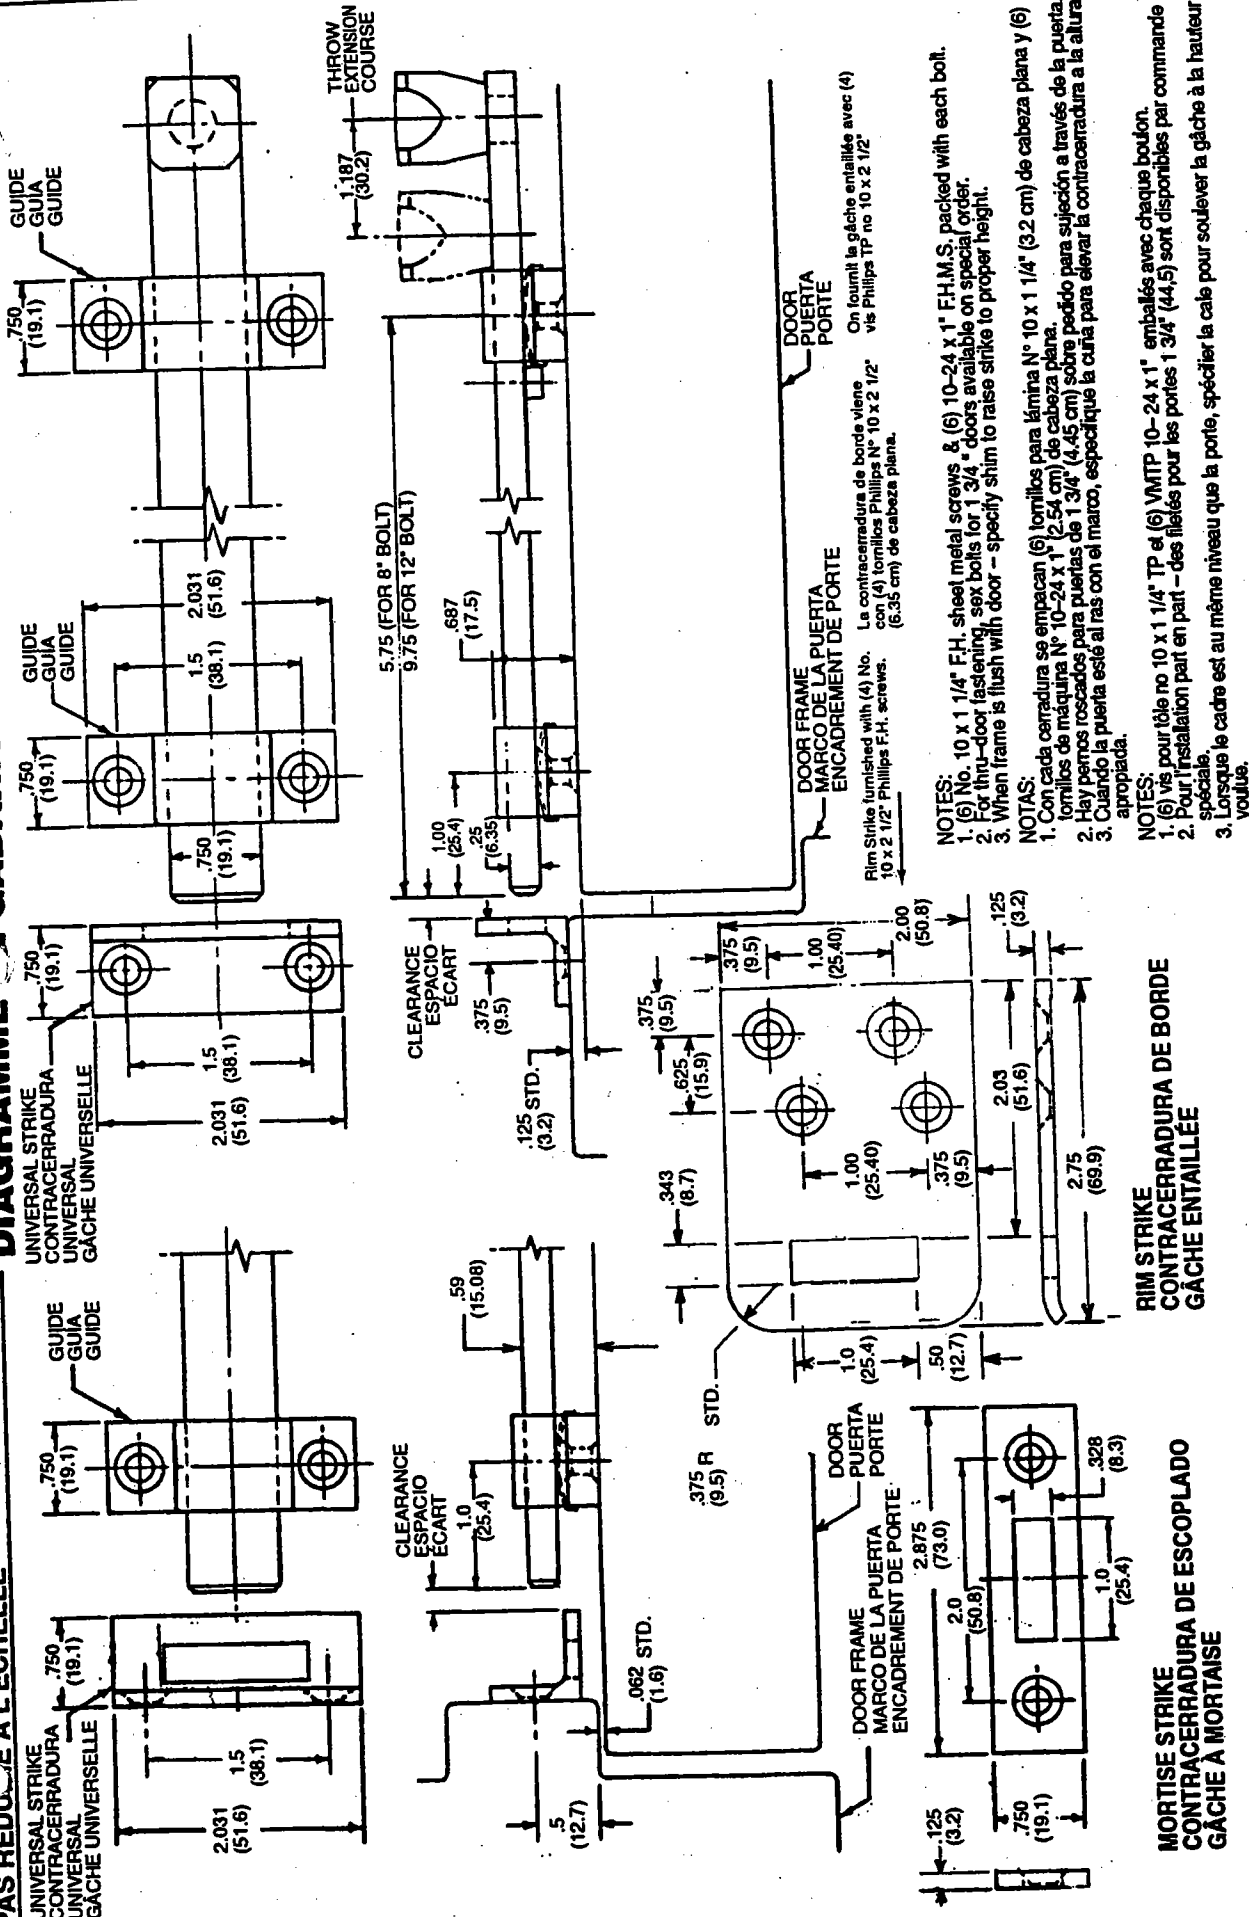 PAS REDUCIE A L'ECHELLE
DIAGRAMME
UNIVERSAL STRIKE
CONTRACERRADURA
UNIVERSAL
GÂCHE UNIVERSELLE
.750
(19.1)
1.5
(38.1)
2.031
(51.6)
GUIDE
GUÍA
GUIDE
.750
(19.1)
UNIVERSAL STRIKE
CONTRACERRADURA
UNIVERSAL
GÂCHE UNIVERSELLE
.750
(19.1)
1.5
(38.1)
2.031
(51.6)
.750
(19.1)
.750
(19.1)
GUIDE
GUÍA
GUIDE
1.5
(38.1)
2.031
(51.6)
.750
(19.1)
GUIDE
GUÍA
GUIDE
CLEARANCE
ESPACIO
ÉCART
1.0
(25.4)
.59
(15.08)
.5
(12.7)
.062 STD.
(1.6)
DOOR FRAME
MARCO DE LA PUERTA
ENCADREMENT DE PORTE
DOOR
PUERTA
PORTE
CLEARANCE
ESPACIO
ÉCART
.375
(9.5)
.125 STD.
(3.2)
1.00
(25.4)
.25
(6.35)
.687
(17.5)
5.75 (FOR 8" BOLT)
9.75 (FOR 12" BOLT)
1.187
(30.2)
THROW
EXTENSION
COURSE
DOOR FRAME
MARCO DE LA PUERTA
ENCADREMENT DE PORTE
DOOR
PUERTA
PORTE
.125
(3.2)
.750
(19.1)
2.875
(73.0)
2.0
(50.8)
1.0
(25.4)
.328
(8.3)
MORTISE STRIKE
CONTRACERRADURA DE ESCOPLADO
GÂCHE À MORTAISE
.375 R
(9.5)
STD.
.343
(8.7)
.625
(15.9)
.375
(9.5)
.375
(9.5)
1.00
(25.40)
2.00
(50.8)
1.00
(25.40)
.375
(9.5)
1.0
(25.4)
.50
(12.7)
2.03
(51.6)
2.75
(69.9)
.125
(3.2)
RIM STRIKE
CONTRACERRADURA DE BORDE
GÂCHE ENTAILLÉE
Rim Strike furnished with (4) No.
10 x 2 1/2" Phillips F.H. screws.
La contracerradura de borde viene
con (4) tornillos Phillips N° 10 x 2 1/2"
(6.35 cm) de cabeza plana.
On fournit la gâche entaillée avec (4)
vis Phillips TP no 10 x 2 1/2"
NOTES:
1. (6) No. 10 x 1 1/4" F.H. sheet metal screws & (6) 10–24 x 1" F.H.M.S. packed with each bolt.
2. For thru–door fastening, sex bolts for 1 3/4" doors available on special order.
3. When frame is flush with door – specify shim to raise strike to proper height.
NOTAS:
1. Con cada cerradura se empacan (6) tornillos para lámina N° 10 x 1 1/4" (3.2 cm) de cabeza plana y (6)
tornillos de máquina N° 10–24 x 1" (2.54 cm) de cabeza plana.
2. Hay pernos roscados para puertas de 1 3/4" (4.45 cm) sobre pedido para sujeción a través de la puerta.
3. Cuando la puerta esté al ras con el marco, especifique la cuña para elevar la contracerradura a la altura
apropiada.
NOTES:
1. (6) vis pour tôle no 10 x 1 1/4" TP et (6) VMTP 10–24 x 1" emballés avec chaque boulon.
2. Pour l'installation part en part – des filetés pour les portes 1 3/4" (44,5) sont disponibles par commande
spéciale.
3. Lorsque le cadre est au même niveau que la porte, spécifier la cale pour soulever la gâche à la hauteur
voulue.